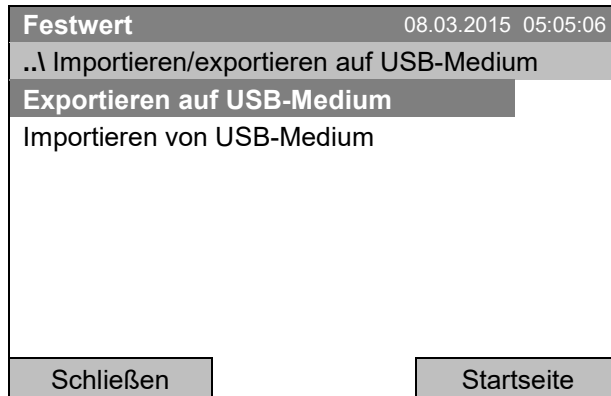 Festwert 08.03.2015 05:05:06
..\ Importieren/exportieren auf USB-Medium
Exportieren auf USB-Medium
Importieren von USB-Medium
Schließen Startseite